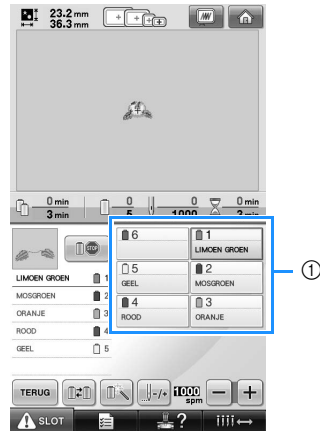 23.2 mm
36.3 mm
0 min
3 min
0
5
0
1000
0 min
3 min
6
1
LIMOEN GROEN
5
GEEL
2
MOSGROEN
4
ROOD
3
ORANJE
①
LIMOEN GROEN 1
MOSGROEN 2
ORANJE 3
ROOD 4
GEEL 5
TERUG
-/+
1000
spm
− +
SLOT
?